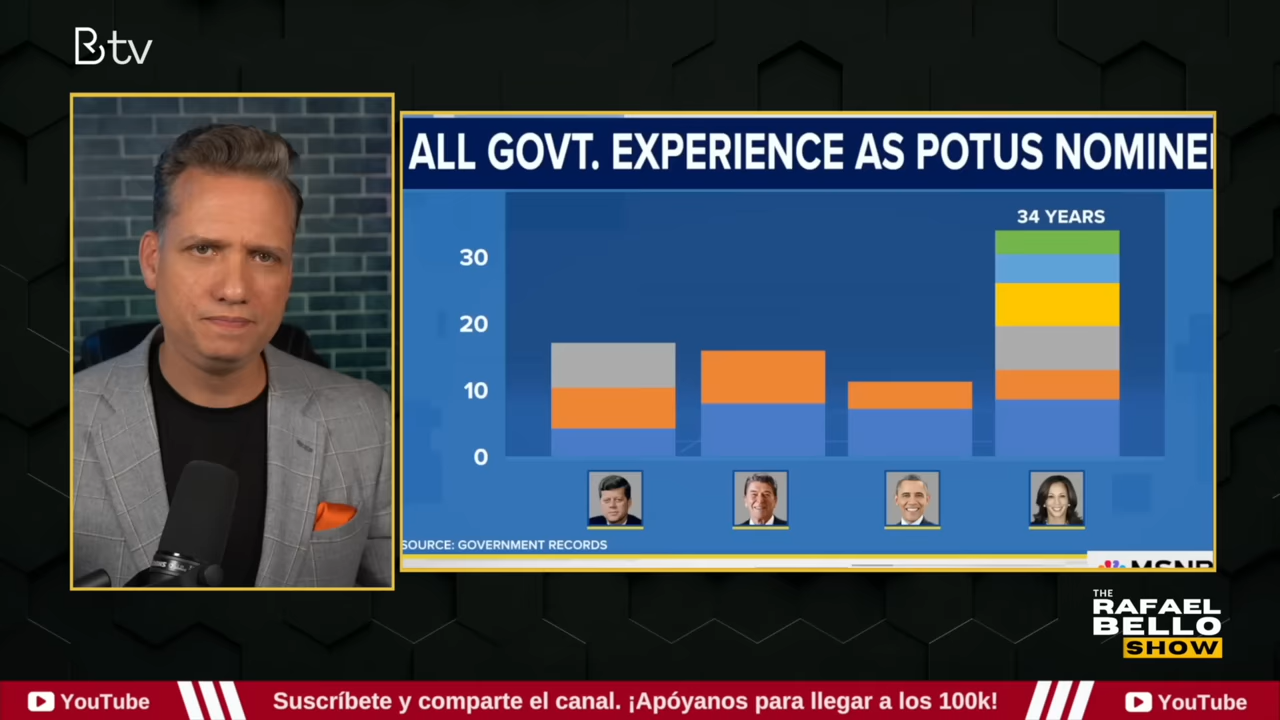 Btv
ALL GOVT. EXPERIENCE AS POTUS NOMINE
34 YEARS
30
20
10
0
SOURCE: GOVERNMENT RECORDS
MSNB
THE
RAFAEL
BELLO
SHOW
YouTube
Suscríbete y comparte el canal. ¡Apóyanos para llegar a los 100k!
YouTube